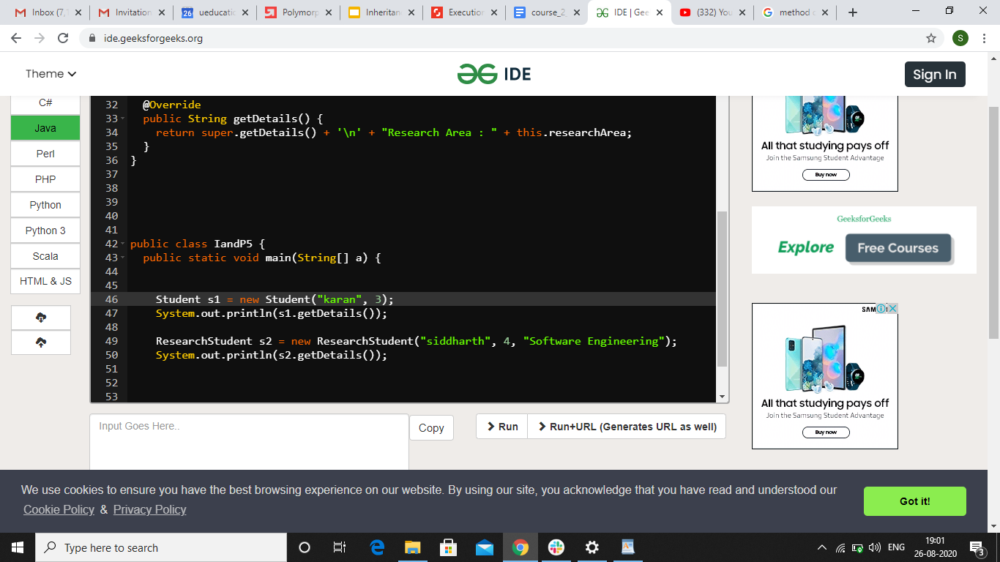 Inbox (7,1
Invitation
26
ueducatio
Polymorp
Inheritan
Execution
course_2_
IDE | Gee
(332) You
method o
ide.geeksforgeeks.org
S
Theme
IDE
Sign In
C#
Java
Perl
PHP
Python
Python 3
Scala
HTML & JS
32 @Override
33 public String getDetails() {
34 return super.getDetails() + '\n' + "Research Area : " + this.researchArea;
35 }
36 }
37
38
39
40
41
42 public class IandP5 {
43 public static void main(String[] a) {
44
45
46 Student s1 = new Student("karan", 3);
47 System.out.println(s1.getDetails());
48
49 ResearchStudent s2 = new ResearchStudent("siddharth", 4, "Software Engineering");
50 System.out.println(s2.getDetails());
51
52
53
All that studying pays off
Join the Samsung Student Advantage
Buy now
GeeksforGeeks
Explore
Free Courses
SAM
All that studying pays off
Join the Samsung Student Advantage
Buy now
Input Goes Here..
Copy
Run
Run+URL (Generates URL as well)
We use cookies to ensure you have the best browsing experience on our website. By using our site, you acknowledge that you have read and understood our
Cookie Policy & Privacy Policy
Got it!
Type here to search
ENG
19:01
26-08-2020
3